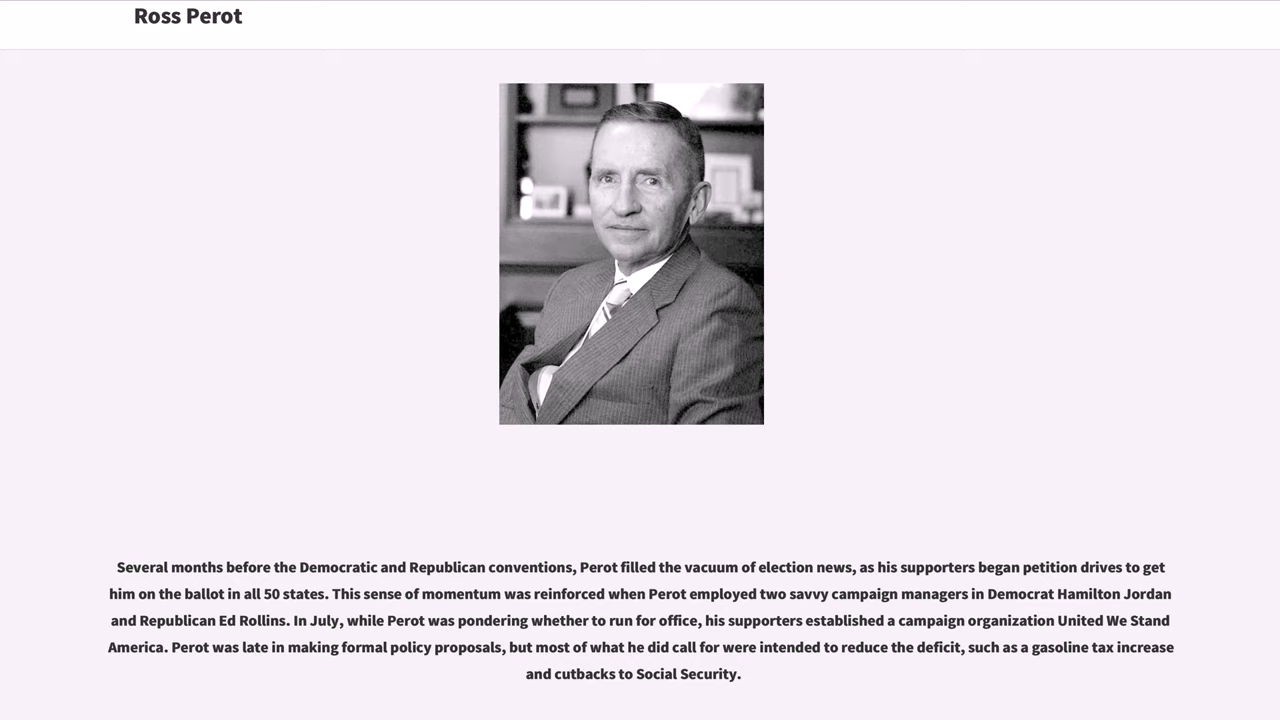 Ross Perot
Several months before the Democratic and Republican conventions, Perot filled the vacuum of election news, as his supporters began petition drives to get
him on the ballot in all 50 states. This sense of momentum was reinforced when Perot employed two savvy campaign managers in Democrat Hamilton Jordan
and Republican Ed Rollins. In July, while Perot was pondering whether to run for office, his supporters established a campaign organization United We Stand
America. Perot was late in making formal policy proposals, but most of what he did call for were intended to reduce the deficit, such as a gasoline tax increase
and cutbacks to Social Security.